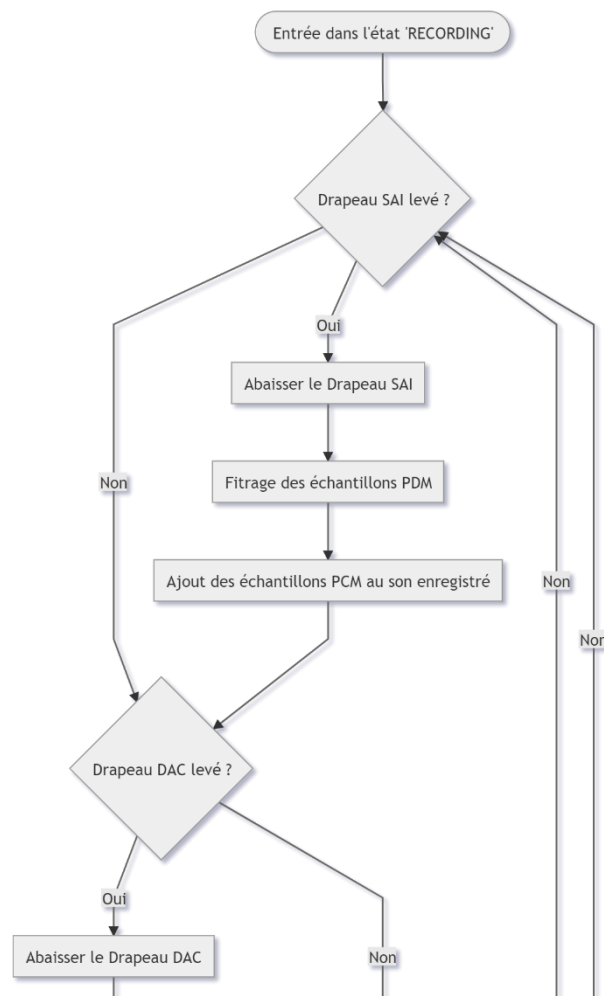 Entrée dans l'état 'RECORDING'
Drapeau SAI levé ?
Oui
Abaisser le Drapeau SAI
Non
Fitrage des échantillons PDM
Ajout des échantillons PCM au son enregistré
Non
Non
Drapeau DAC levé ?
Oui
Abaisser le Drapeau DAC
Non